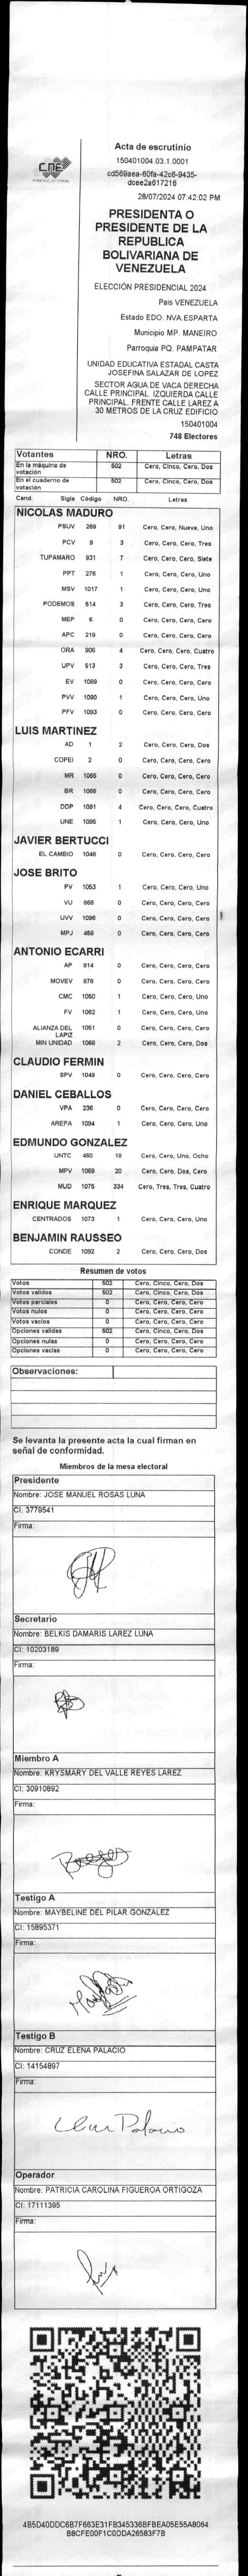 CNE
Acta de escrutinio
150401004.03.1.0001
cd569aea-60fa-42c6-9435-
dcee2a617216
28/07/2024 07:42:02 PM
PRESIDENTA O
PRESIDENTE DE LA
REPUBLICA
BOLIVARIANA DE
VENEZUELA
ELECCIÓN PRESIDENCIAL 2024
País VENEZUELA
Estado EDO. NVA.ESPARTA
Municipio MP. MANEIRO
Parroquia PQ. PAMPATAR
UNIDAD EDUCATIVA ESTADAL CASTA
JOSEFINA SALAZAR DE LOPEZ
SECTOR AGUA DE VACA DERECHA
CALLE PRINCIPAL. IZQUIERDA CALLE
PRINCIPAL. FRENTE CALLE LAREZ A
30 METROS DE LA CRUZ EDIFICIO
150401004
748 Electores
Votantes NRO. Letras
En la máquina de votación 502 Cero, Cinco, Cero, Dos
En el cuaderno de votación 502 Cero, Cinco, Cero, Dos
Cand. Sigla Código NRO. Letras
NICOLAS MADURO
PSUV 269 91 Cero, Cero, Nueve, Uno
PCV 9 3 Cero, Cero, Cero, Tres
TUPAMARO 931 7 Cero, Cero, Cero, Siete
PPT 276 1 Cero, Cero, Cero, Uno
MSV 1017 1 Cero, Cero, Cero, Uno
PODEMOS 514 3 Cero, Cero, Cero, Tres
MEP 6 0 Cero, Cero, Cero, Cero
APC 219 0 Cero, Cero, Cero, Cero
ORA 906 4 Cero, Cero, Cero, Cuatro
UPV 513 3 Cero, Cero, Cero, Tres
EV 1089 0 Cero, Cero, Cero, Cero
PVV 1090 1 Cero, Cero, Cero, Uno
PFV 1093 0 Cero, Cero, Cero, Cero
LUIS MARTINEZ
AD 1 2 Cero, Cero, Cero, Dos
COPEI 2 0 Cero, Cero, Cero, Cero
MR 1065 0 Cero, Cero, Cero, Cero
BR 1066 0 Cero, Cero, Cero, Cero
DDP 1091 4 Cero, Cero, Cero, Cuatro
UNE 1095 1 Cero, Cero, Cero, Uno
JAVIER BERTUCCI
EL CAMBIO 1049 0 Cero, Cero, Cero, Cero
JOSE BRITO
PV 1053 1 Cero, Cero, Cero, Uno
VU 868 0 Cero, Cero, Cero, Cero
UVV 1096 0 Cero, Cero, Cero, Cero
MPJ 458 0 Cero, Cero, Cero, Cero
ANTONIO ECARRI
AP 814 0 Cero, Cero, Cero, Cero
MOVEV 878 0 Cero, Cero, Cero, Cero
CMC 1050 1 Cero, Cero, Cero, Uno
FV 1062 1 Cero, Cero, Cero, Uno
ALIANZA DEL LAPIZ 1051 0 Cero, Cero, Cero, Cero
MIN UNIDAD 1068 2 Cero, Cero, Cero, Dos
CLAUDIO FERMIN
SPV 1049 0 Cero, Cero, Cero, Cero
DANIEL CEBALLOS
VPA 236 0 Cero, Cero, Cero, Cero
AREPA 1094 1 Cero, Cero, Cero, Uno
EDMUNDO GONZALEZ
UNTC 460 18 Cero, Cero, Uno, Ocho
MPV 1069 20 Cero, Cero, Dos, Cero
MUD 1075 334 Cero, Tres, Tres, Cuatro
ENRIQUE MARQUEZ
CENTRADOS 1073 1 Cero, Cero, Cero, Uno
BENJAMIN RAUSSEO
CONDE 1092 2 Cero, Cero, Cero, Dos
Resumen de votos
Votos 502 Cero, Cinco, Cero, Dos
Votos validos 502 Cero, Cinco, Cero, Dos
Votos parciales 0 Cero, Cero, Cero, Cero
Votos nulos 0 Cero, Cero, Cero, Cero
Votos vacíos 0 Cero, Cero, Cero, Cero
Opciones validas 502 Cero, Cinco, Cero, Dos
Opciones nulas 0 Cero, Cero, Cero, Cero
Opciones vacias 0 Cero, Cero, Cero, Cero
Observaciones:
Se levanta la presente acta la cual firman en
señal de conformidad.
Miembros de la mesa electoral
Presidente
Nombre: JOSE MANUEL ROSAS LUNA
CI: 3779541
Firma:
Secretario
Nombre: BELKIS DAMARIS LAREZ LUNA
CI: 10203189
Firma:
Miembro A
Nombre: KRYSMARY DEL VALLE REYES LAREZ
CI: 30910892
Firma:
Testigo A
Nombre: MAYBELINE DEL PILAR GONZALEZ
CI: 15895371
Firma:
Testigo B
Nombre: CRUZ ELENA PALACIO
CI: 14154897
Firma:
Operador
Nombre: PATRICIA CAROLINA FIGUEROA ORTIGOZA
CI: 17111395
Firma:
4B5D40DDC6B7F663E31FB345336BFBEA05E55A8064
B8CFE00F1C0DDA26583F7B